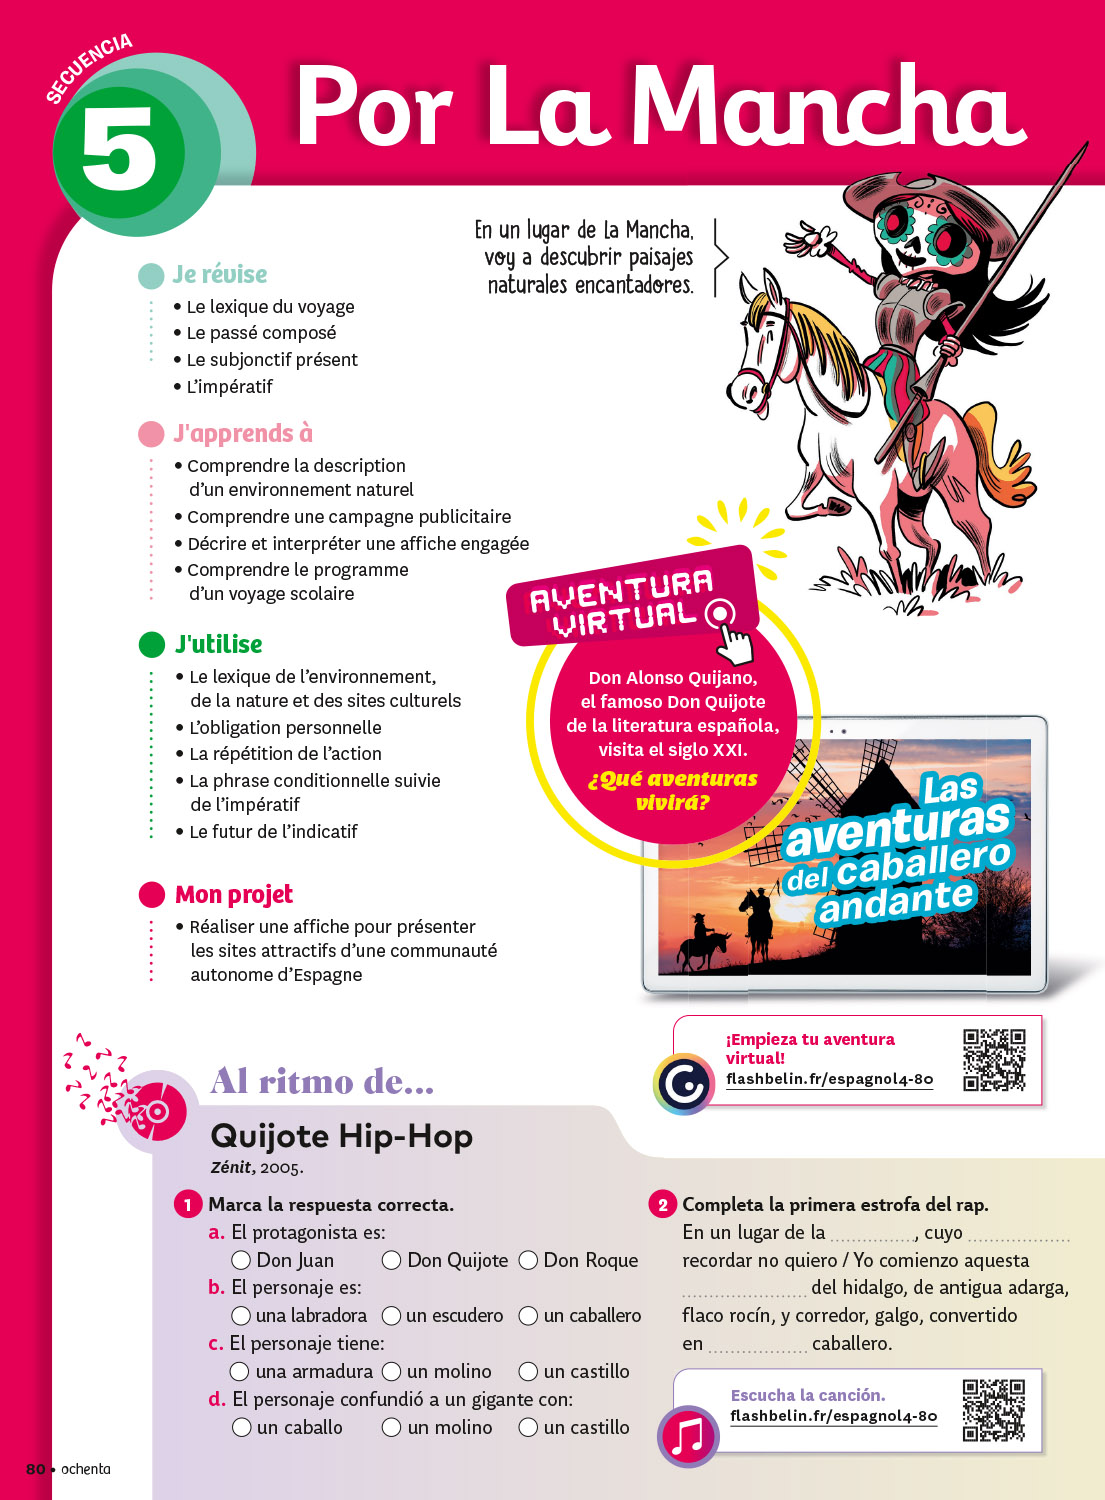 SECUENCIA
5
Por La Mancha
En un lugar de La Mancha,
voy a descubrir paisajes
naturales encantadores.
Je révise
• Le lexique du voyage
• Le passé composé
• Le subjonctif présent
• L'impératif
J'apprends à
• Comprendre la description
d'un environnement naturel
• Comprendre une campagne publicitaire
• Décrire et interpréter une affiche engagée
• Comprendre le programme
d'un voyage scolaire
J'utilise
• Le lexique de l'environnement,
de la nature et des sites culturels
• L'obligation personnelle
• La répétition de l'action
• La phrase conditionnelle suivie
de l'impératif
• Le futur de l'indicatif
Mon projet
• Réaliser une affiche pour présenter
les sites attractifs d'une communauté
autonome d'Espagne
AVENTURA
VIRTUAL
Don Alonso Quijano,
el famoso Don Quijote
de la literatura española,
visita el siglo XXI.
¿Qué aventuras
vivirá?
Las
aventuras
del caballero
andante
¡Empieza tu aventura
virtual!
flashbelin.fr/espagnol4-80
Al ritmo de...
Quijote Hip-Hop
Zénit, 2005.
1 Marca la respuesta correcta.
a. El protagonista es:
Don Juan Don Quijote Don Roque
b. El personaje es:
una labradora un escudero un caballero
c. El personaje tiene:
una armadura un molino un castillo
d. El personaje confundió a un gigante con:
un caballo un molino un castillo
2 Completa la primera estrofa del rap.
En un lugar de la ................, cuyo ...................
recordar no quiero / Yo comienzo aquesta
....................... del hidalgo, de antigua adarga,
flaco rocín, y corredor, galgo, convertido
en .................. caballero.
Escucha la canción.
flashbelin.fr/espagnol4-80
80 • ochenta